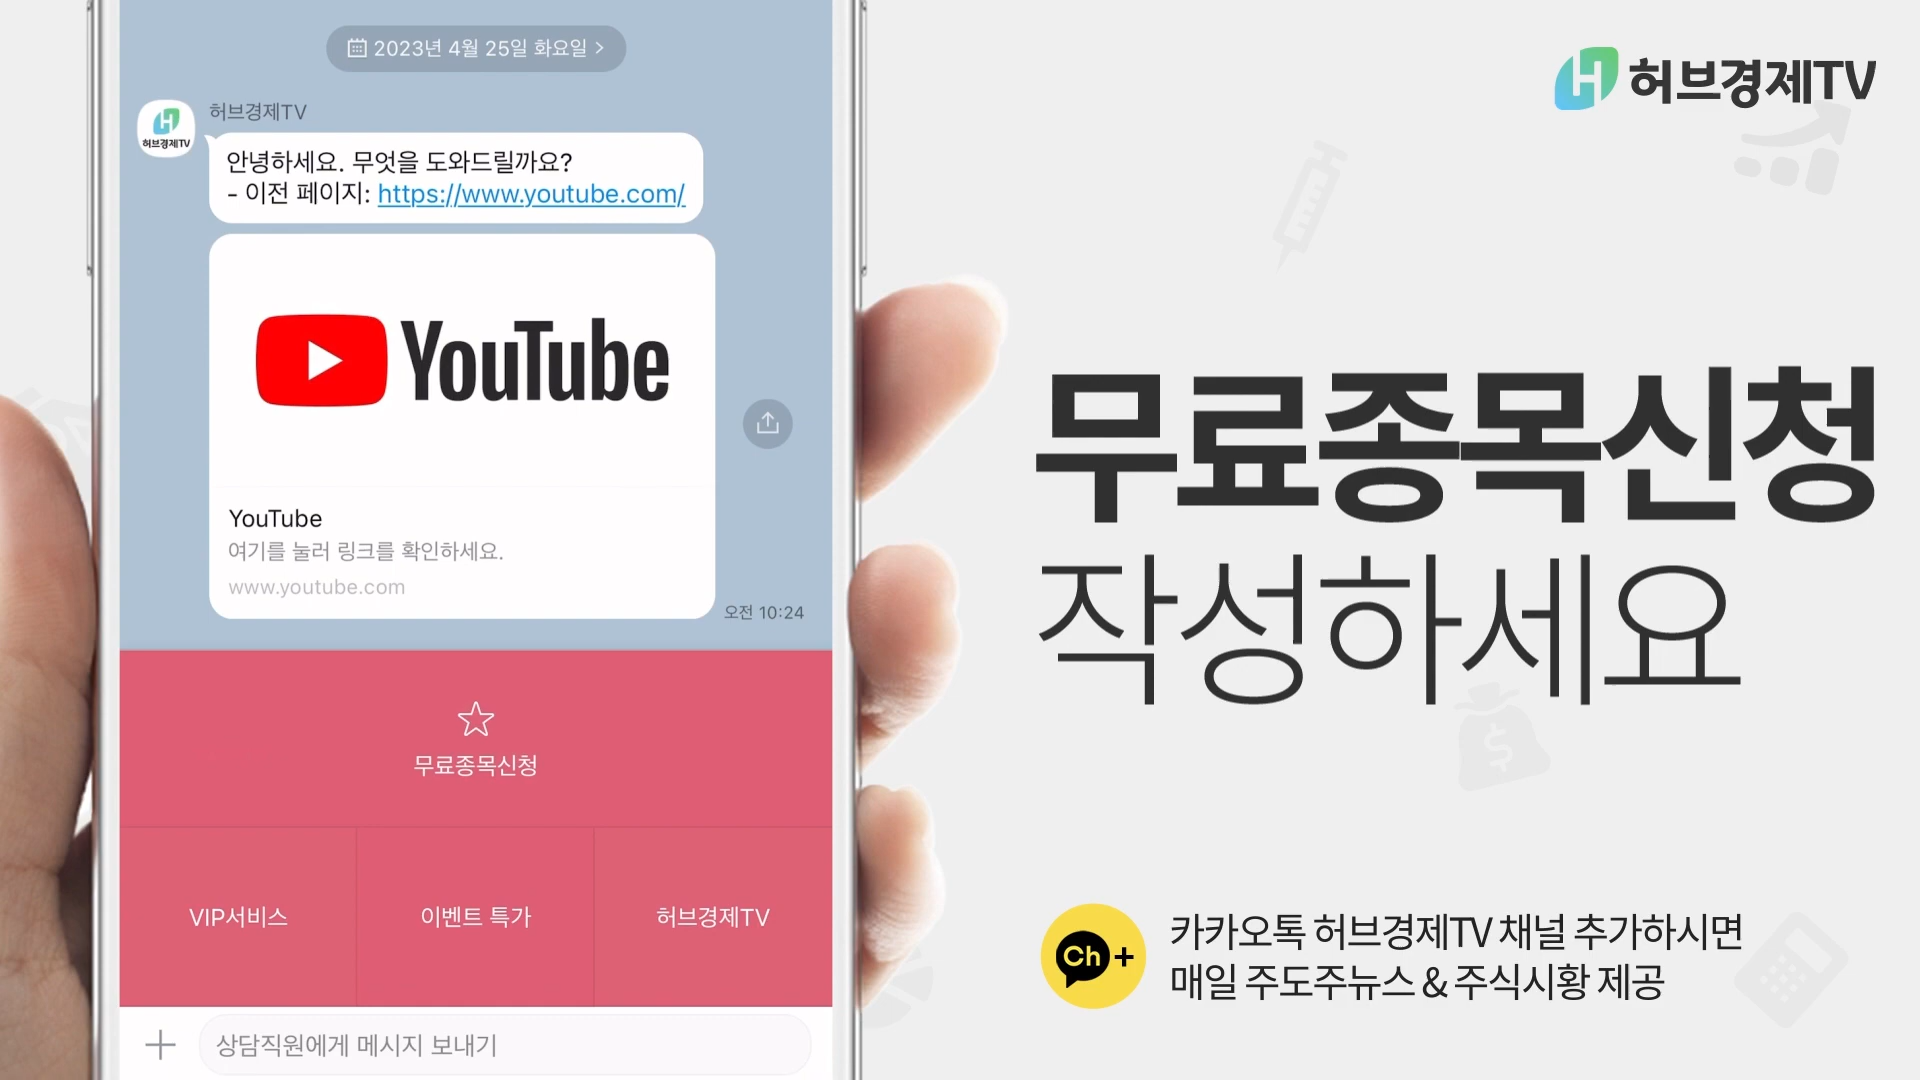 2023년 4월 25일 화요일 >
허브경제TV
허브경제TV
안녕하세요. 무엇을 도와드릴까요?
- 이전 페이지: https://www.youtube.com/
YouTube
YouTube
여기를 눌러 링크를 확인하세요.
www.youtube.com
오전 10:24
무료종목신청
VIP서비스
이벤트 특가
허브경제TV
상담직원에게 메시지 보내기
허브경제TV
무료종목신청
작성하세요
Ch+
카카오톡 허브경제TV 채널 추가하시면
매일 주도주뉴스 & 주식시황 제공